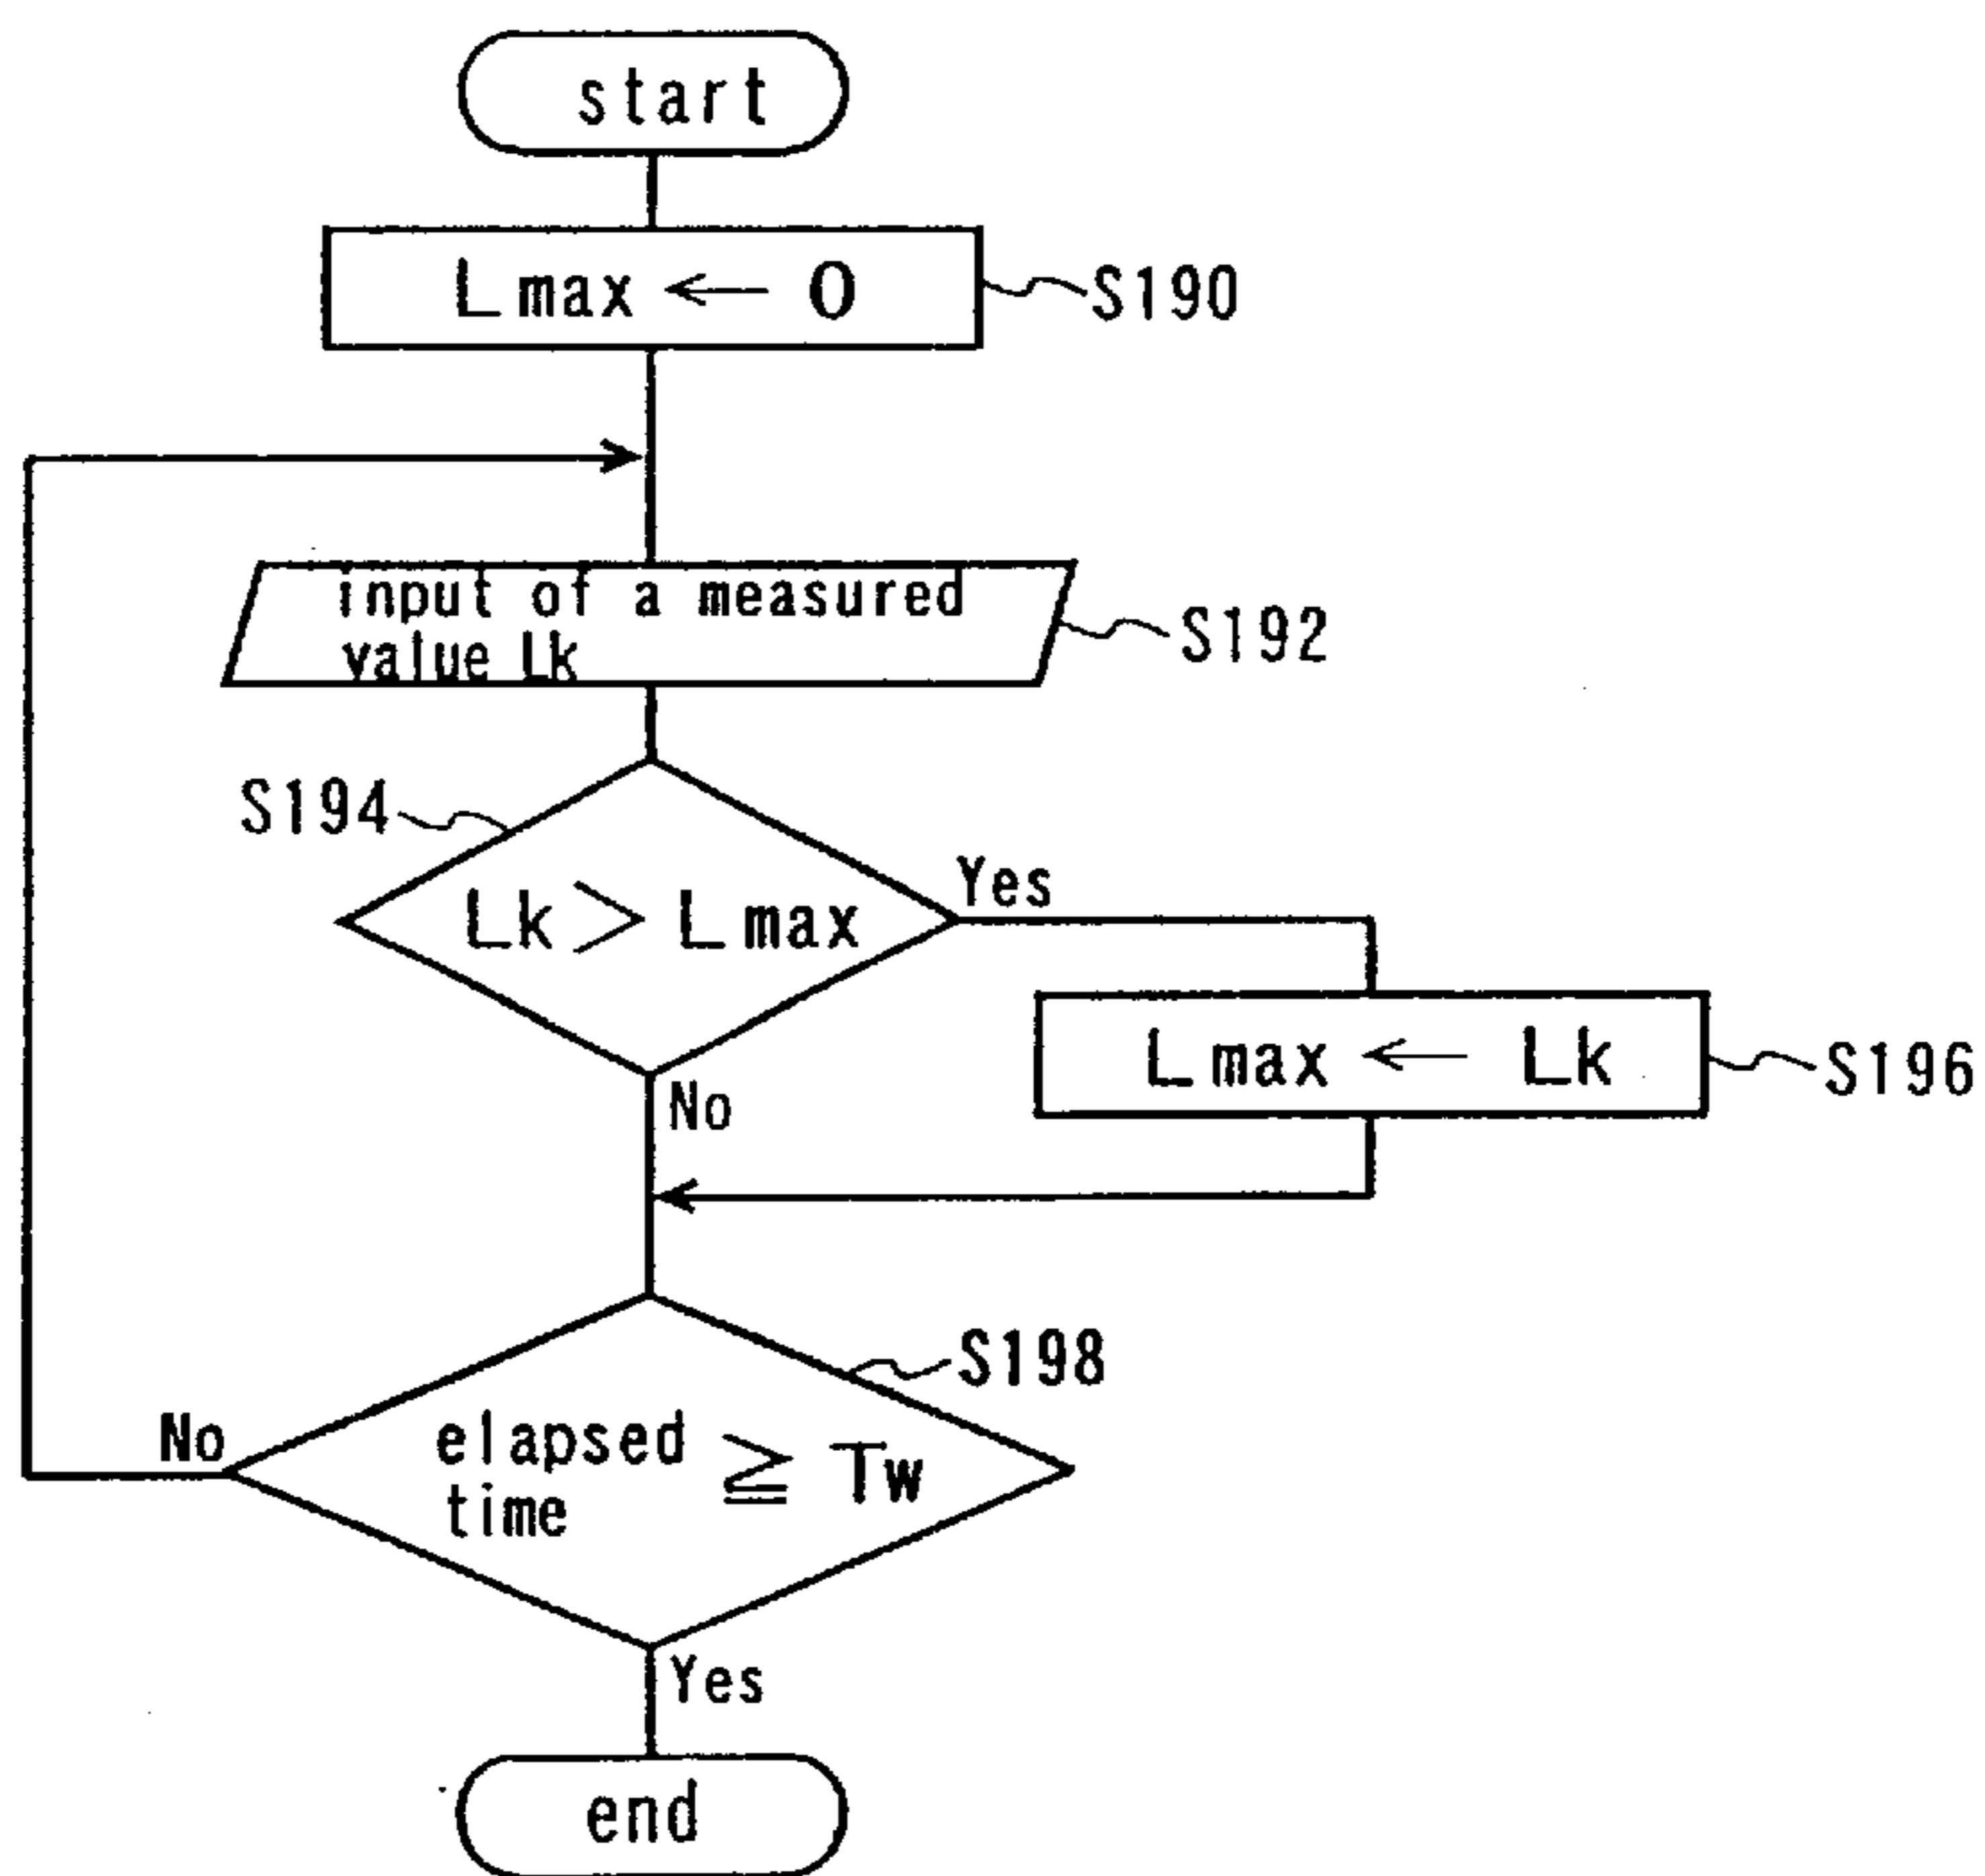 start
Lmax ← 0
S190
input of a measured
value Lk
S192
S194
Lk > Lmax
Yes
No
Lmax ← Lk
S196
S198
elapsed
time
≧ Tw
No
Yes
end